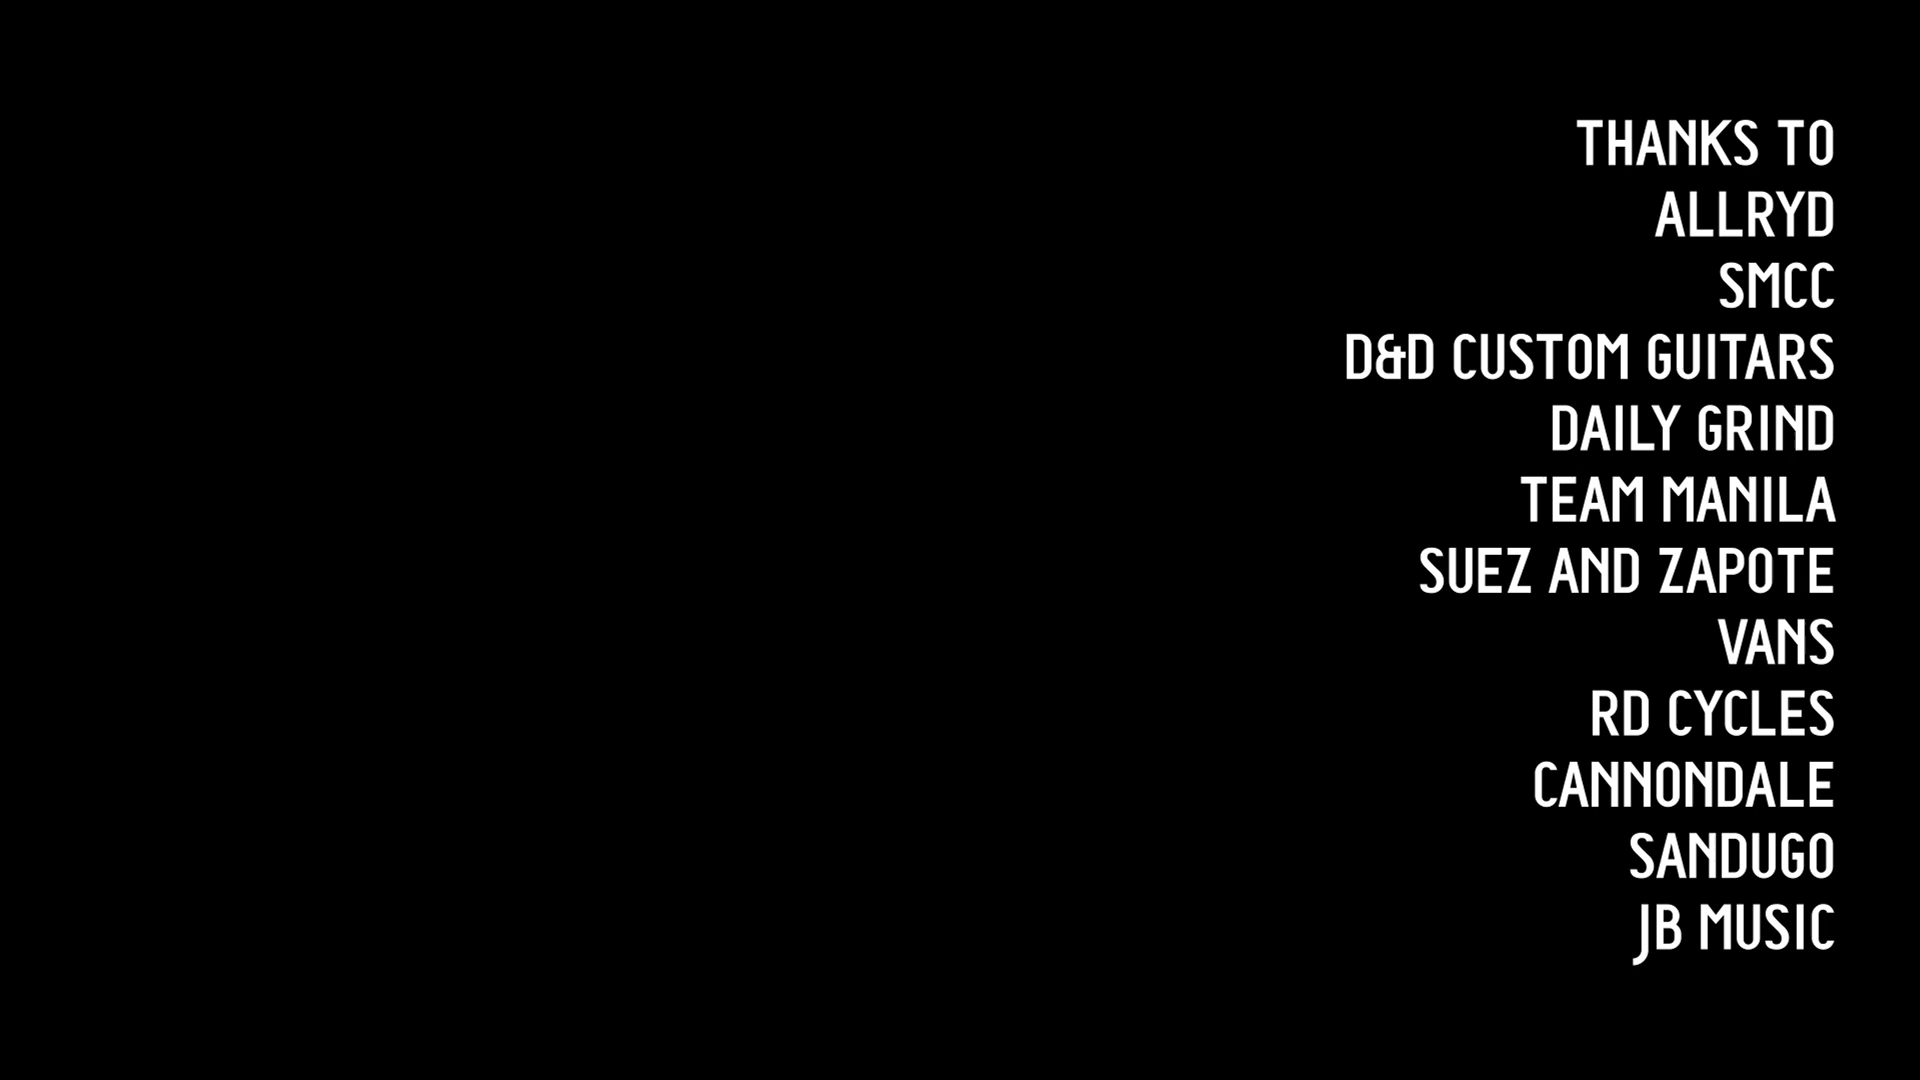 THANKS TO
ALLRYD
SMCC
D&D CUSTOM GUITARS
DAILY GRIND
TEAM MANILA
SUEZ AND ZAPOTE
VANS
RD CYCLES
CANNONDALE
SANDUGO
JB MUSIC